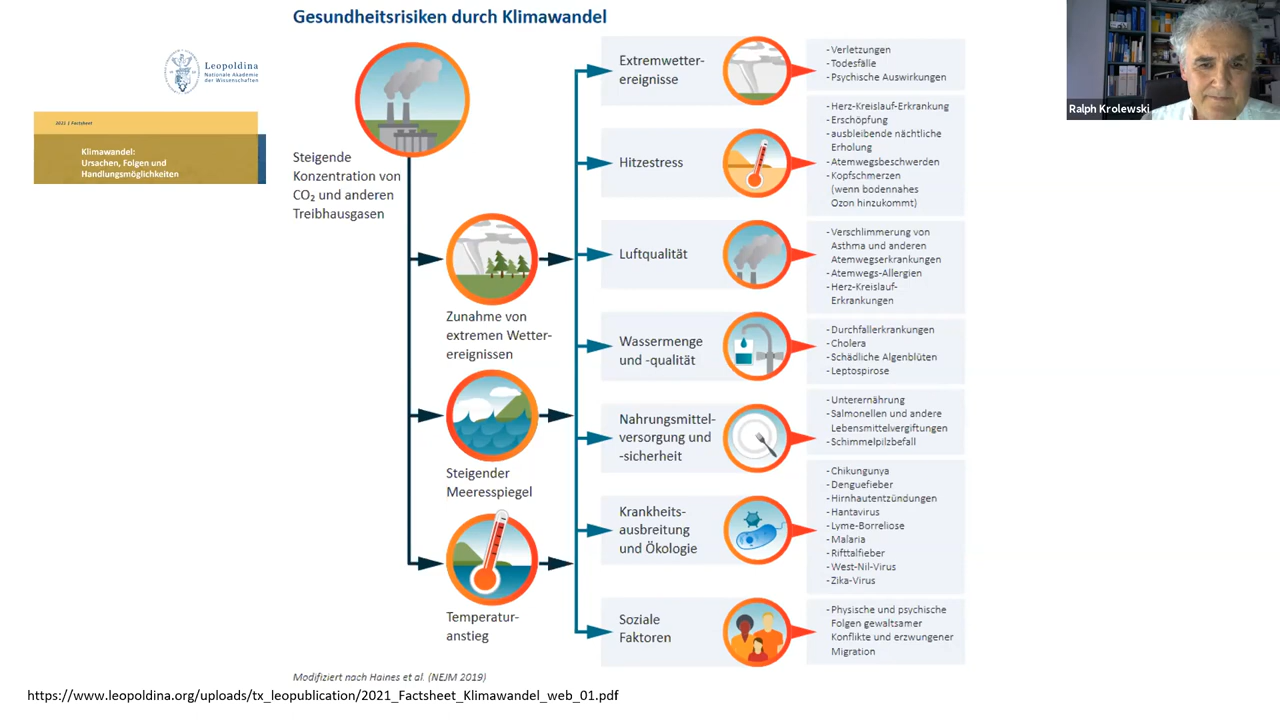 Gesundheitsrisiken durch Klimawandel
Leopoldina
Nationale Akademie
der Wissenschaften
2021 | Factsheet
Klimawandel:
Ursachen, Folgen und
Handlungsmöglichkeiten
Ralph Krolewski
Steigende
Konzentration von
CO₂ und anderen
Treibhausgasen
Zunahme von
extremen Wetter-
ereignissen
Steigender
Meeresspiegel
Temperatur-
anstieg
Extremwetter-
ereignisse
- Verletzungen
- Todesfälle
- Psychische Auswirkungen
Hitzestress
- Herz-Kreislauf-Erkrankung
- Erschöpfung
- ausbleibende nächtliche
Erholung
- Atemwegsbeschwerden
- Kopfschmerzen
(wenn bodennahes
Ozon hinzukommt)
Luftqualität
- Verschlimmerung von
Asthma und anderen
Atemwegserkrankungen
- Atemwegs-Allergien
- Herz-Kreislauf-
Erkrankungen
Wassermenge
und -qualität
- Durchfallerkrankungen
- Cholera
- Schädliche Algenblüten
- Leptospirose
Nahrungsmittel-
versorgung und
-sicherheit
- Unterernährung
- Salmonellen und andere
Lebensmittelvergiftungen
- Schimmelpilzbefall
Krankheits-
ausbreitung
und Ökologie
- Chikungunya
- Denguefieber
- Hirnhautentzündungen
- Hantavirus
- Lyme-Borreliose
- Malaria
- Rifttalfieber
- West-Nil-Virus
- Zika-Virus
Soziale
Faktoren
- Physische und psychische
Folgen gewaltsamer
Konflikte und erzwungener
Migration
Modifiziert nach Haines et al. (NEJM 2019)
https://www.leopoldina.org/uploads/tx_leopublication/2021_Factsheet_Klimawandel_web_01.pdf